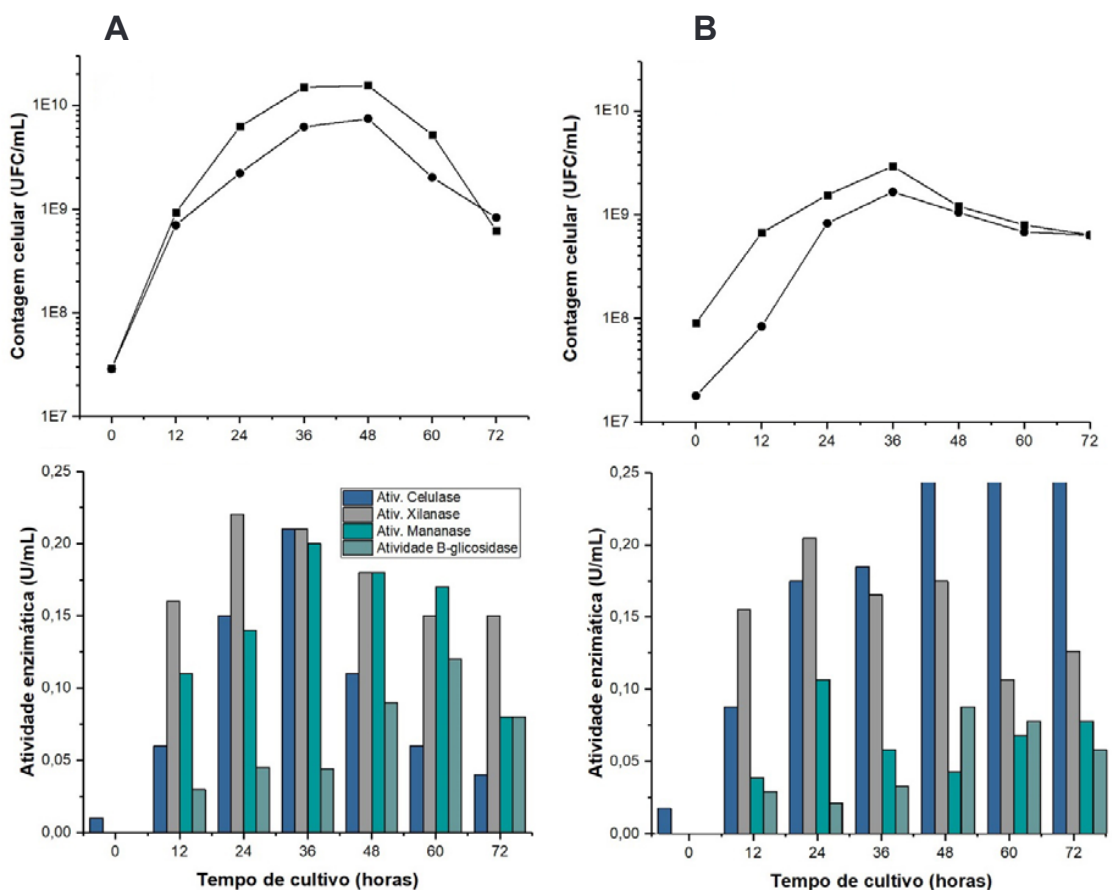 A
B
Contagem celular (UFC/mL)
1E10
1E9
1E8
1E7
0 12 24 36 48 60 72
Contagem celular (UFC/mL)
1E10
1E9
1E8
1E7
0 12 24 36 48 60 72
Atividade enzimática (U/mL)
0,25
0,20
0,15
0,10
0,05
0,00
Ativ. Celulase
Ativ. Xilanase
Ativ. Mananase
Atividade B-glicosidase
0 12 24 36 48 60 72
Tempo de cultivo (horas)
Atividade enzimática (U/mL)
0,25
0,20
0,15
0,10
0,05
0,00
0 12 24 36 48 60 72
Tempo de cultivo (horas)